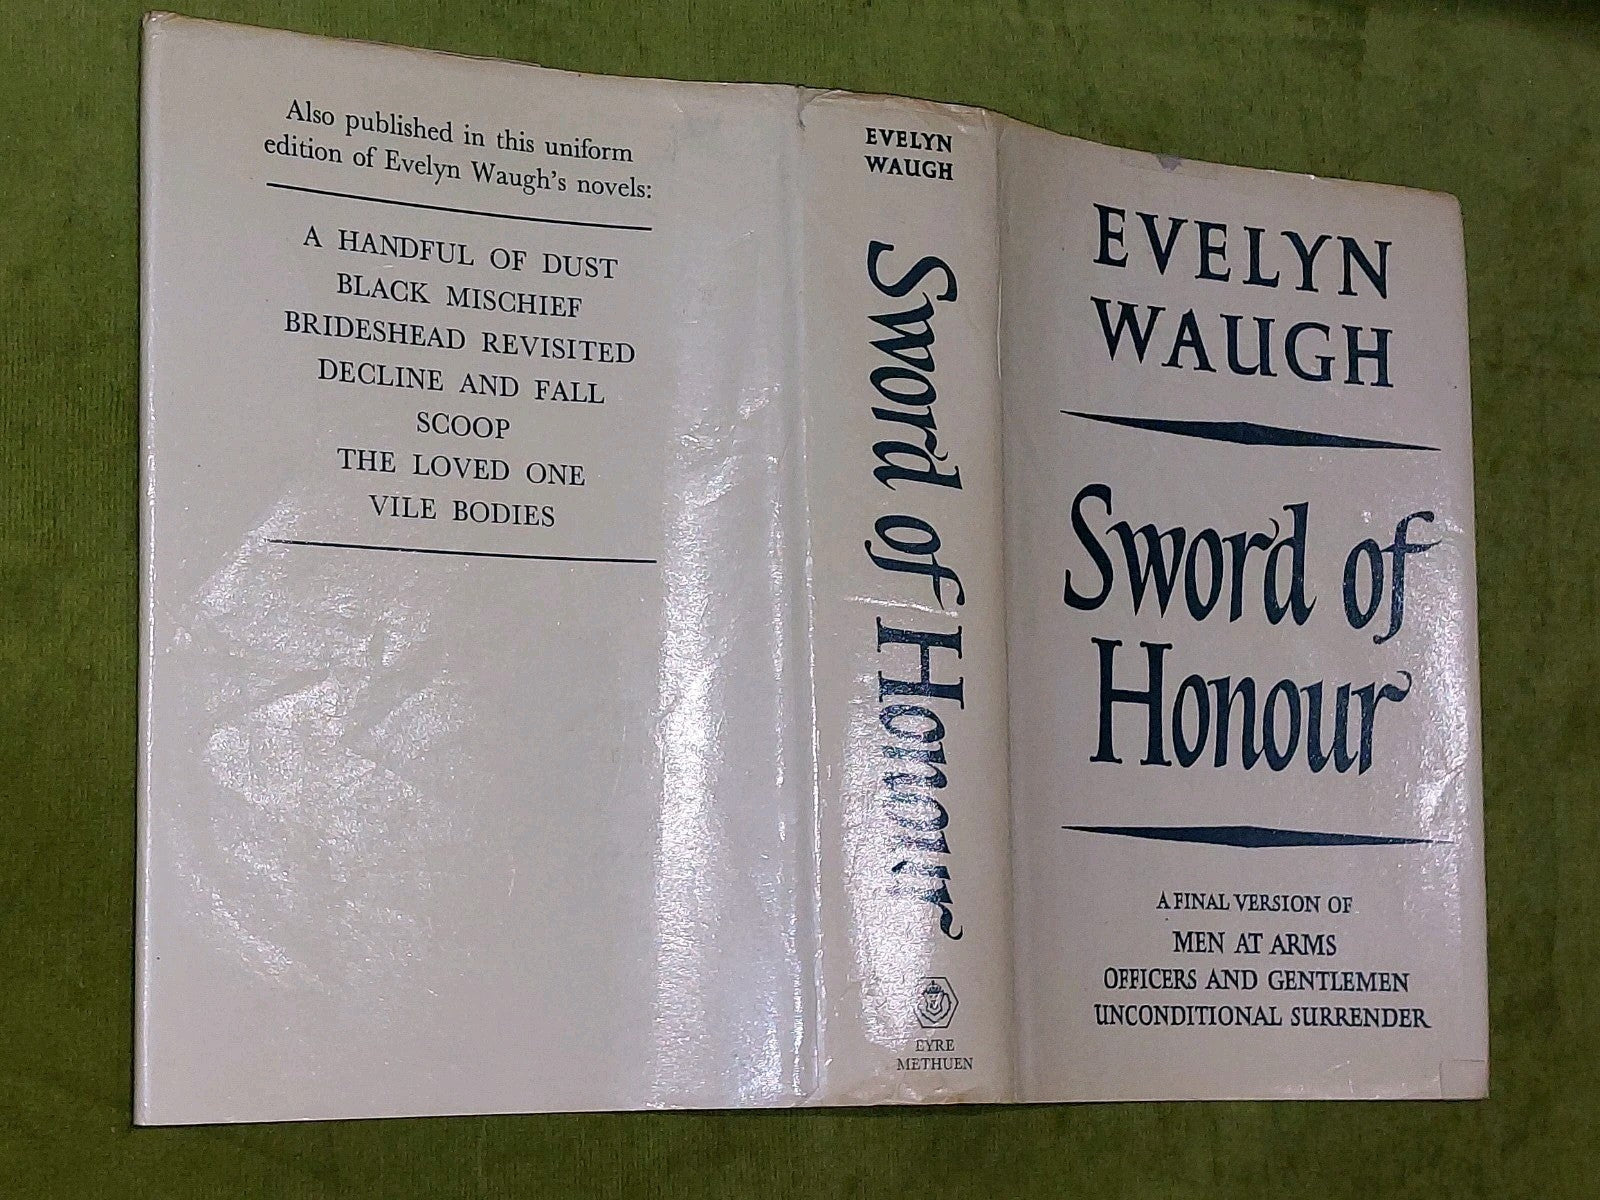 Also published in this uniform
edition of Evelyn Waugh's novels:
A HANDFUL OF DUST
BLACK MISCHIEF
BRIDESHEAD REVISITED
DECLINE AND FALL
SCOOP
THE LOVED ONE
VILE BODIES
EVELYN
WAUGH
Sword of Honour
EYRE
METHUEN
EVELYN
WAUGH
Sword of
Honour
A FINAL VERSION OF
MEN AT ARMS
OFFICERS AND GENTLEMEN
UNCONDITIONAL SURRENDER